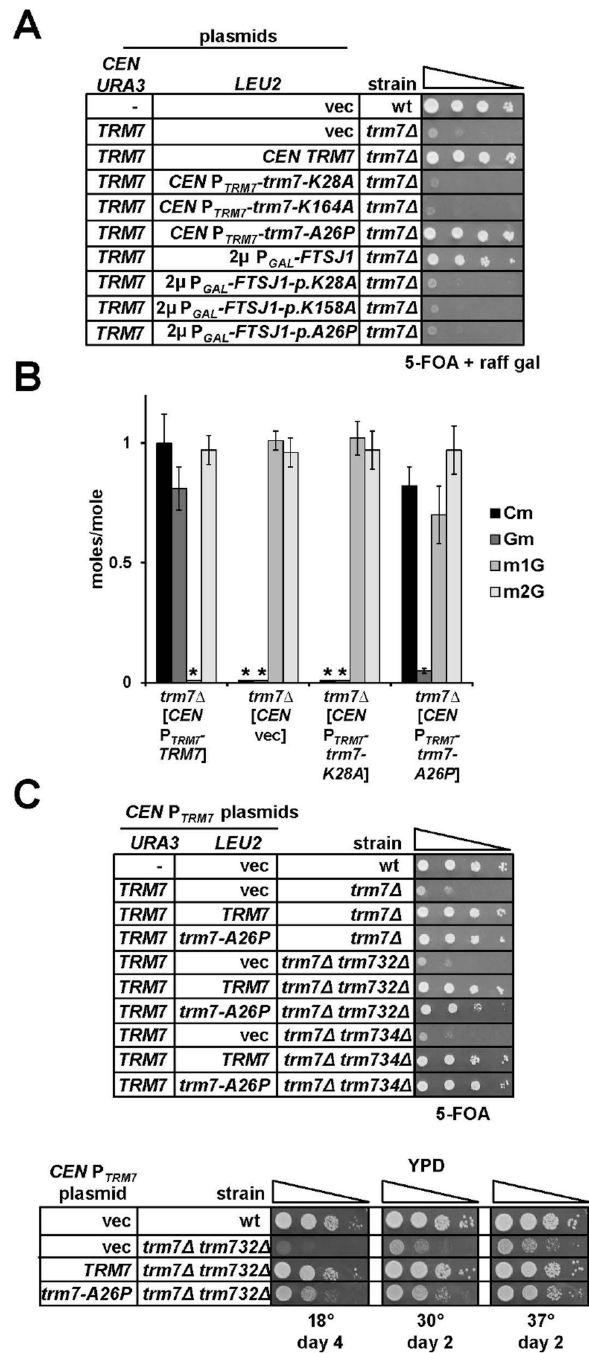 A
plasmids
CEN URA3 LEU2 strain
- vec wt
TRM7 vec trm7Δ
TRM7 CEN TRM7 trm7Δ
TRM7 CEN PTRM7-trm7-K28A trm7Δ
TRM7 CEN PTRM7-trm7-K164A trm7Δ
TRM7 CEN PTRM7-trm7-A26P trm7Δ
TRM7 2µ PGAL-FTSJ1 trm7Δ
TRM7 2µ PGAL-FTSJ1-p.K28A trm7Δ
TRM7 2µ PGAL-FTSJ1-p.K158A trm7Δ
TRM7 2µ PGAL-FTSJ1-p.A26P trm7Δ
5-FOA + raff gal
B
moles/mole
1
0.5
0
* * * * *
Cm
Gm
m1G
m2G
trm7Δ trm7Δ trm7Δ trm7Δ
[CEN [CEN [CEN [CEN
PTRM7- vec] PTRM7- PTRM7-
TRM7] trm7- trm7-
K28A] A26P]
C
CEN PTRM7 plasmids
URA3 LEU2 strain
- vec wt
TRM7 vec trm7Δ
TRM7 TRM7 trm7Δ
TRM7 trm7-A26P trm7Δ
TRM7 vec trm7Δ trm732Δ
TRM7 TRM7 trm7Δ trm732Δ
TRM7 trm7-A26P trm7Δ trm732Δ
TRM7 vec trm7Δ trm734Δ
TRM7 TRM7 trm7Δ trm734Δ
TRM7 trm7-A26P trm7Δ trm734Δ
5-FOA
CEN PTRM7
plasmid strain YPD
vec wt
vec trm7Δ trm732Δ
TRM7 trm7Δ trm732Δ
trm7-A26P trm7Δ trm732Δ
18° 30° 37°
day 4 day 2 day 2